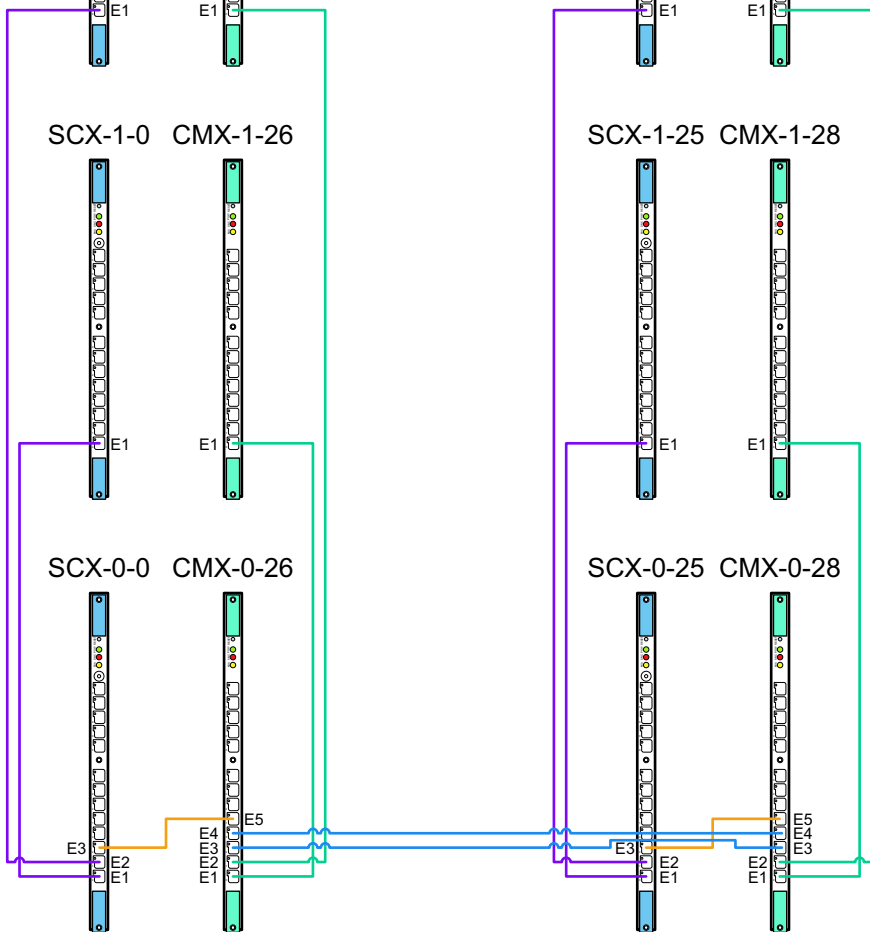 E1 E1 E1 E1
SCX-1-0 CMX-1-26 SCX-1-25 CMX-1-28
E1 E1 E1 E1
SCX-0-0 CMX-0-26 SCX-0-25 CMX-0-28
E5 E5
E4 E4
E3 E3 E3 E3
E2 E2 E2 E2
E1 E1 E1 E1